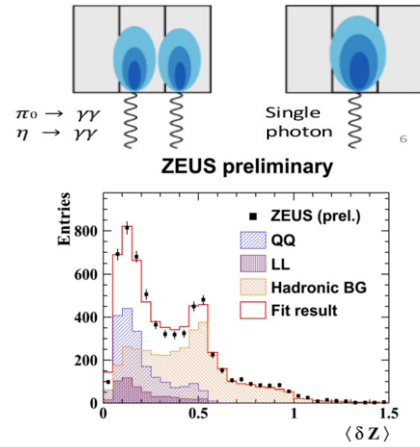 π0 → γγ
η → γγ
Single
photon
6
ZEUS preliminary
Entries
800
600
400
200
0
ZEUS (prel.)
QQ
LL
Hadronic BG
Fit result
0 0.5 1.0 1.5
⟨ δ Z ⟩